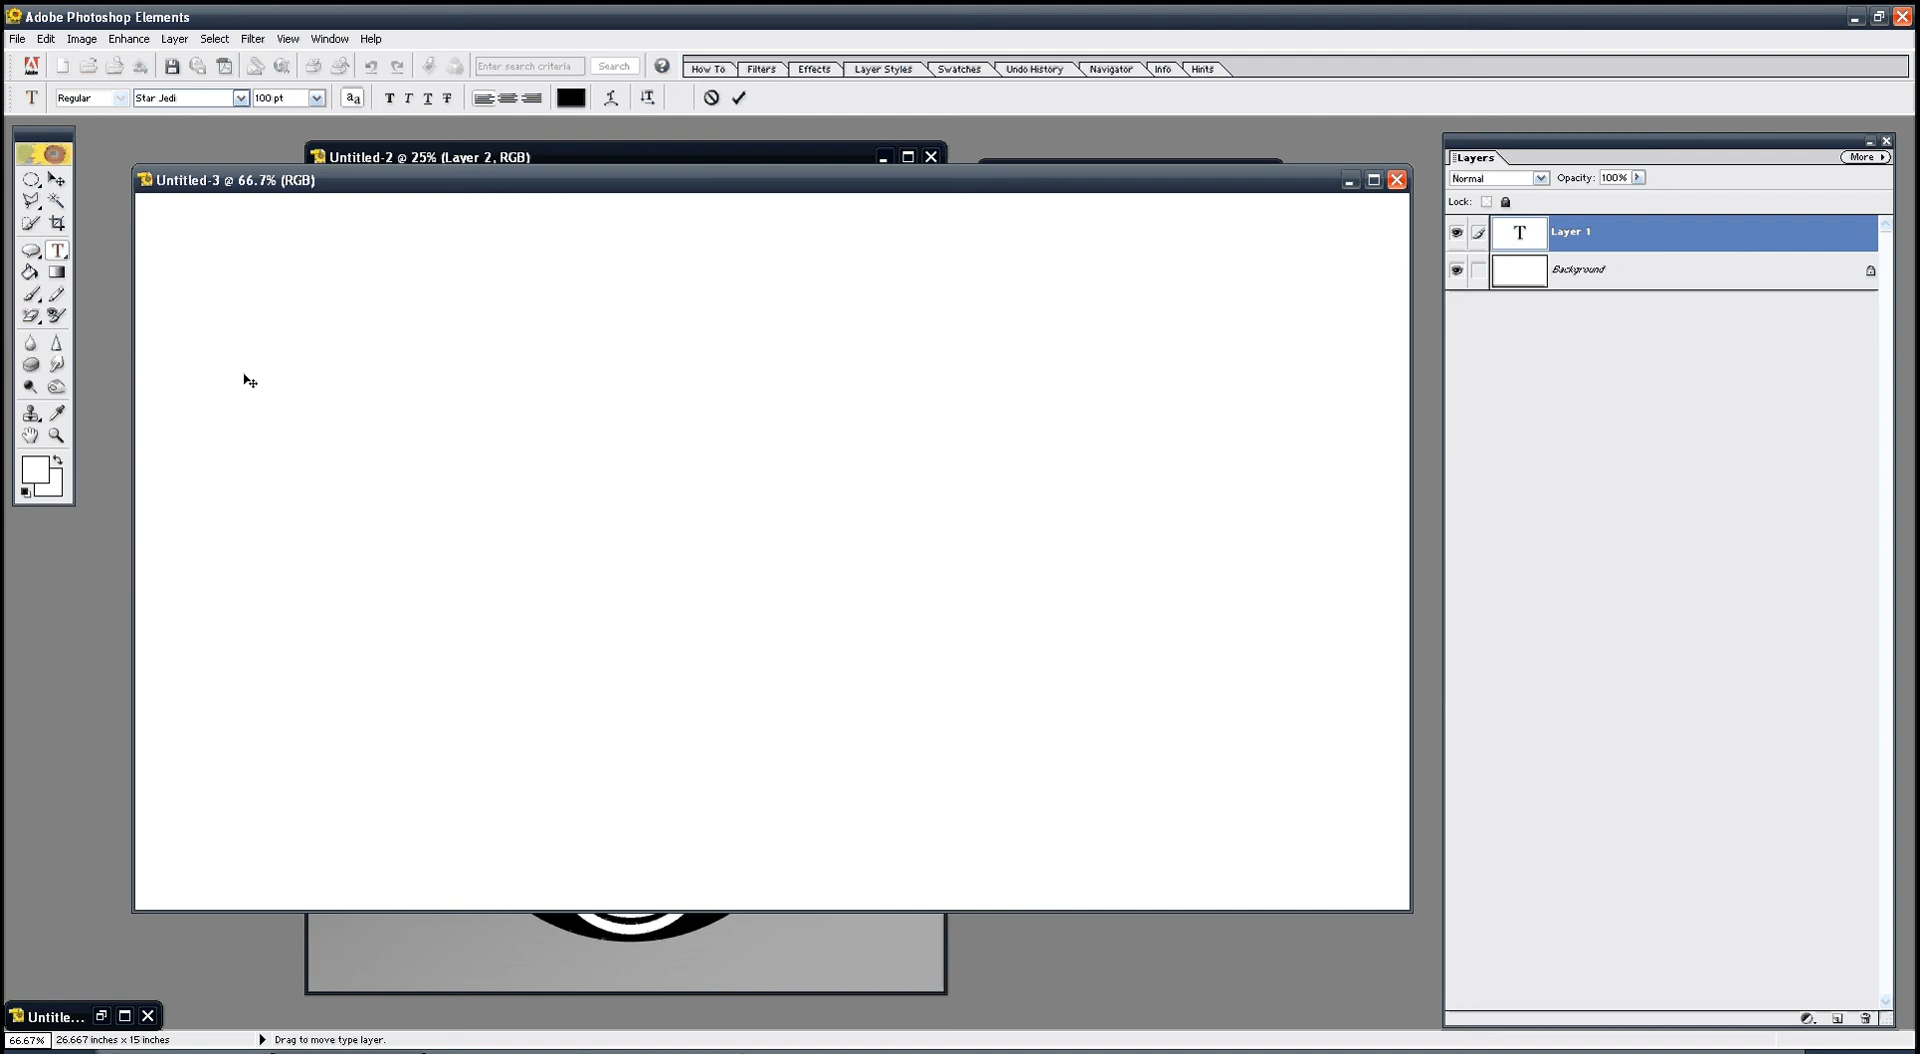 Adobe Photoshop Elements
File Edit Image Enhance Layer Select Filter View Window Help
Adobe Enter search criteria Search ? How To Filters Effects Layer Styles Swatches Undo History Navigator Info Hints
T Regular Star Jedi 100 pt aa T T T T T
Untitled-2 @ 25% (Layer 2, RGB)
Untitled-3 @ 66.7% (RGB)
Layers More
Normal Opacity: 100%
Lock:
T Layer 1
Background
T
Untitle...
66.67% 26.667 inches x 15 inches Drag to move type layer.